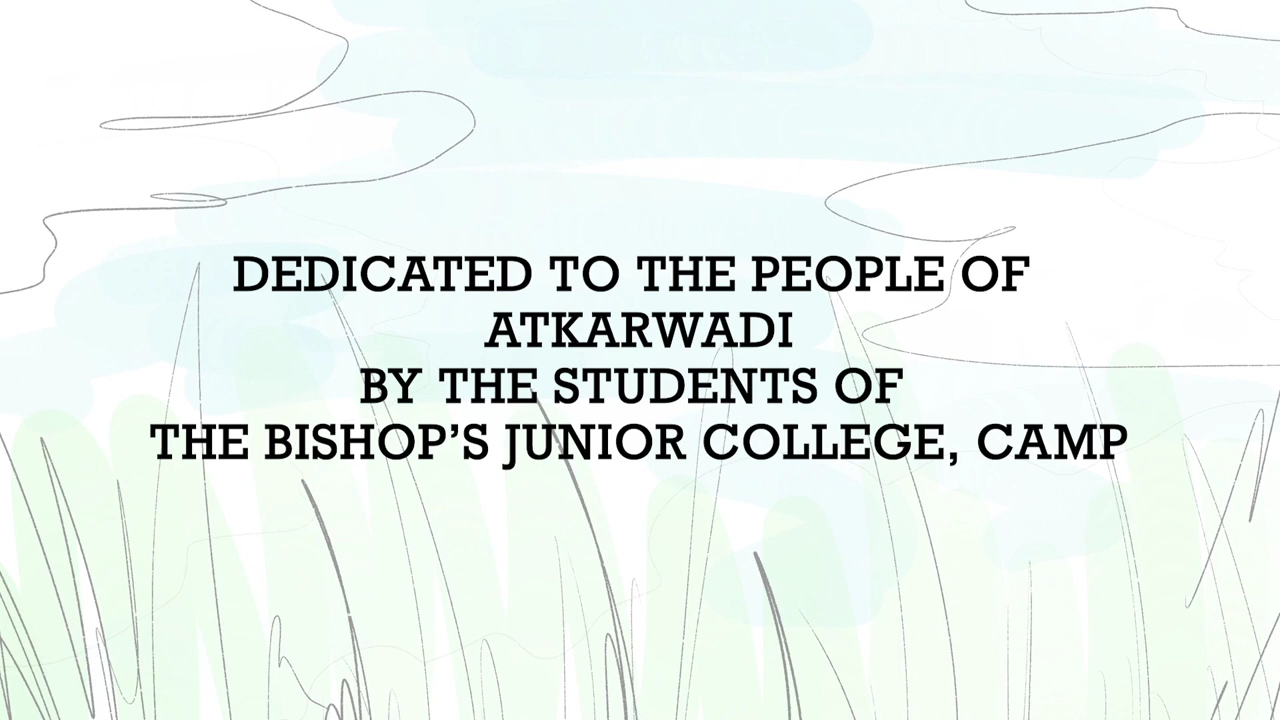 DEDICATED TO THE PEOPLE OF
ATKARWADI
BY THE STUDENTS OF
THE BISHOP’S JUNIOR COLLEGE, CAMP